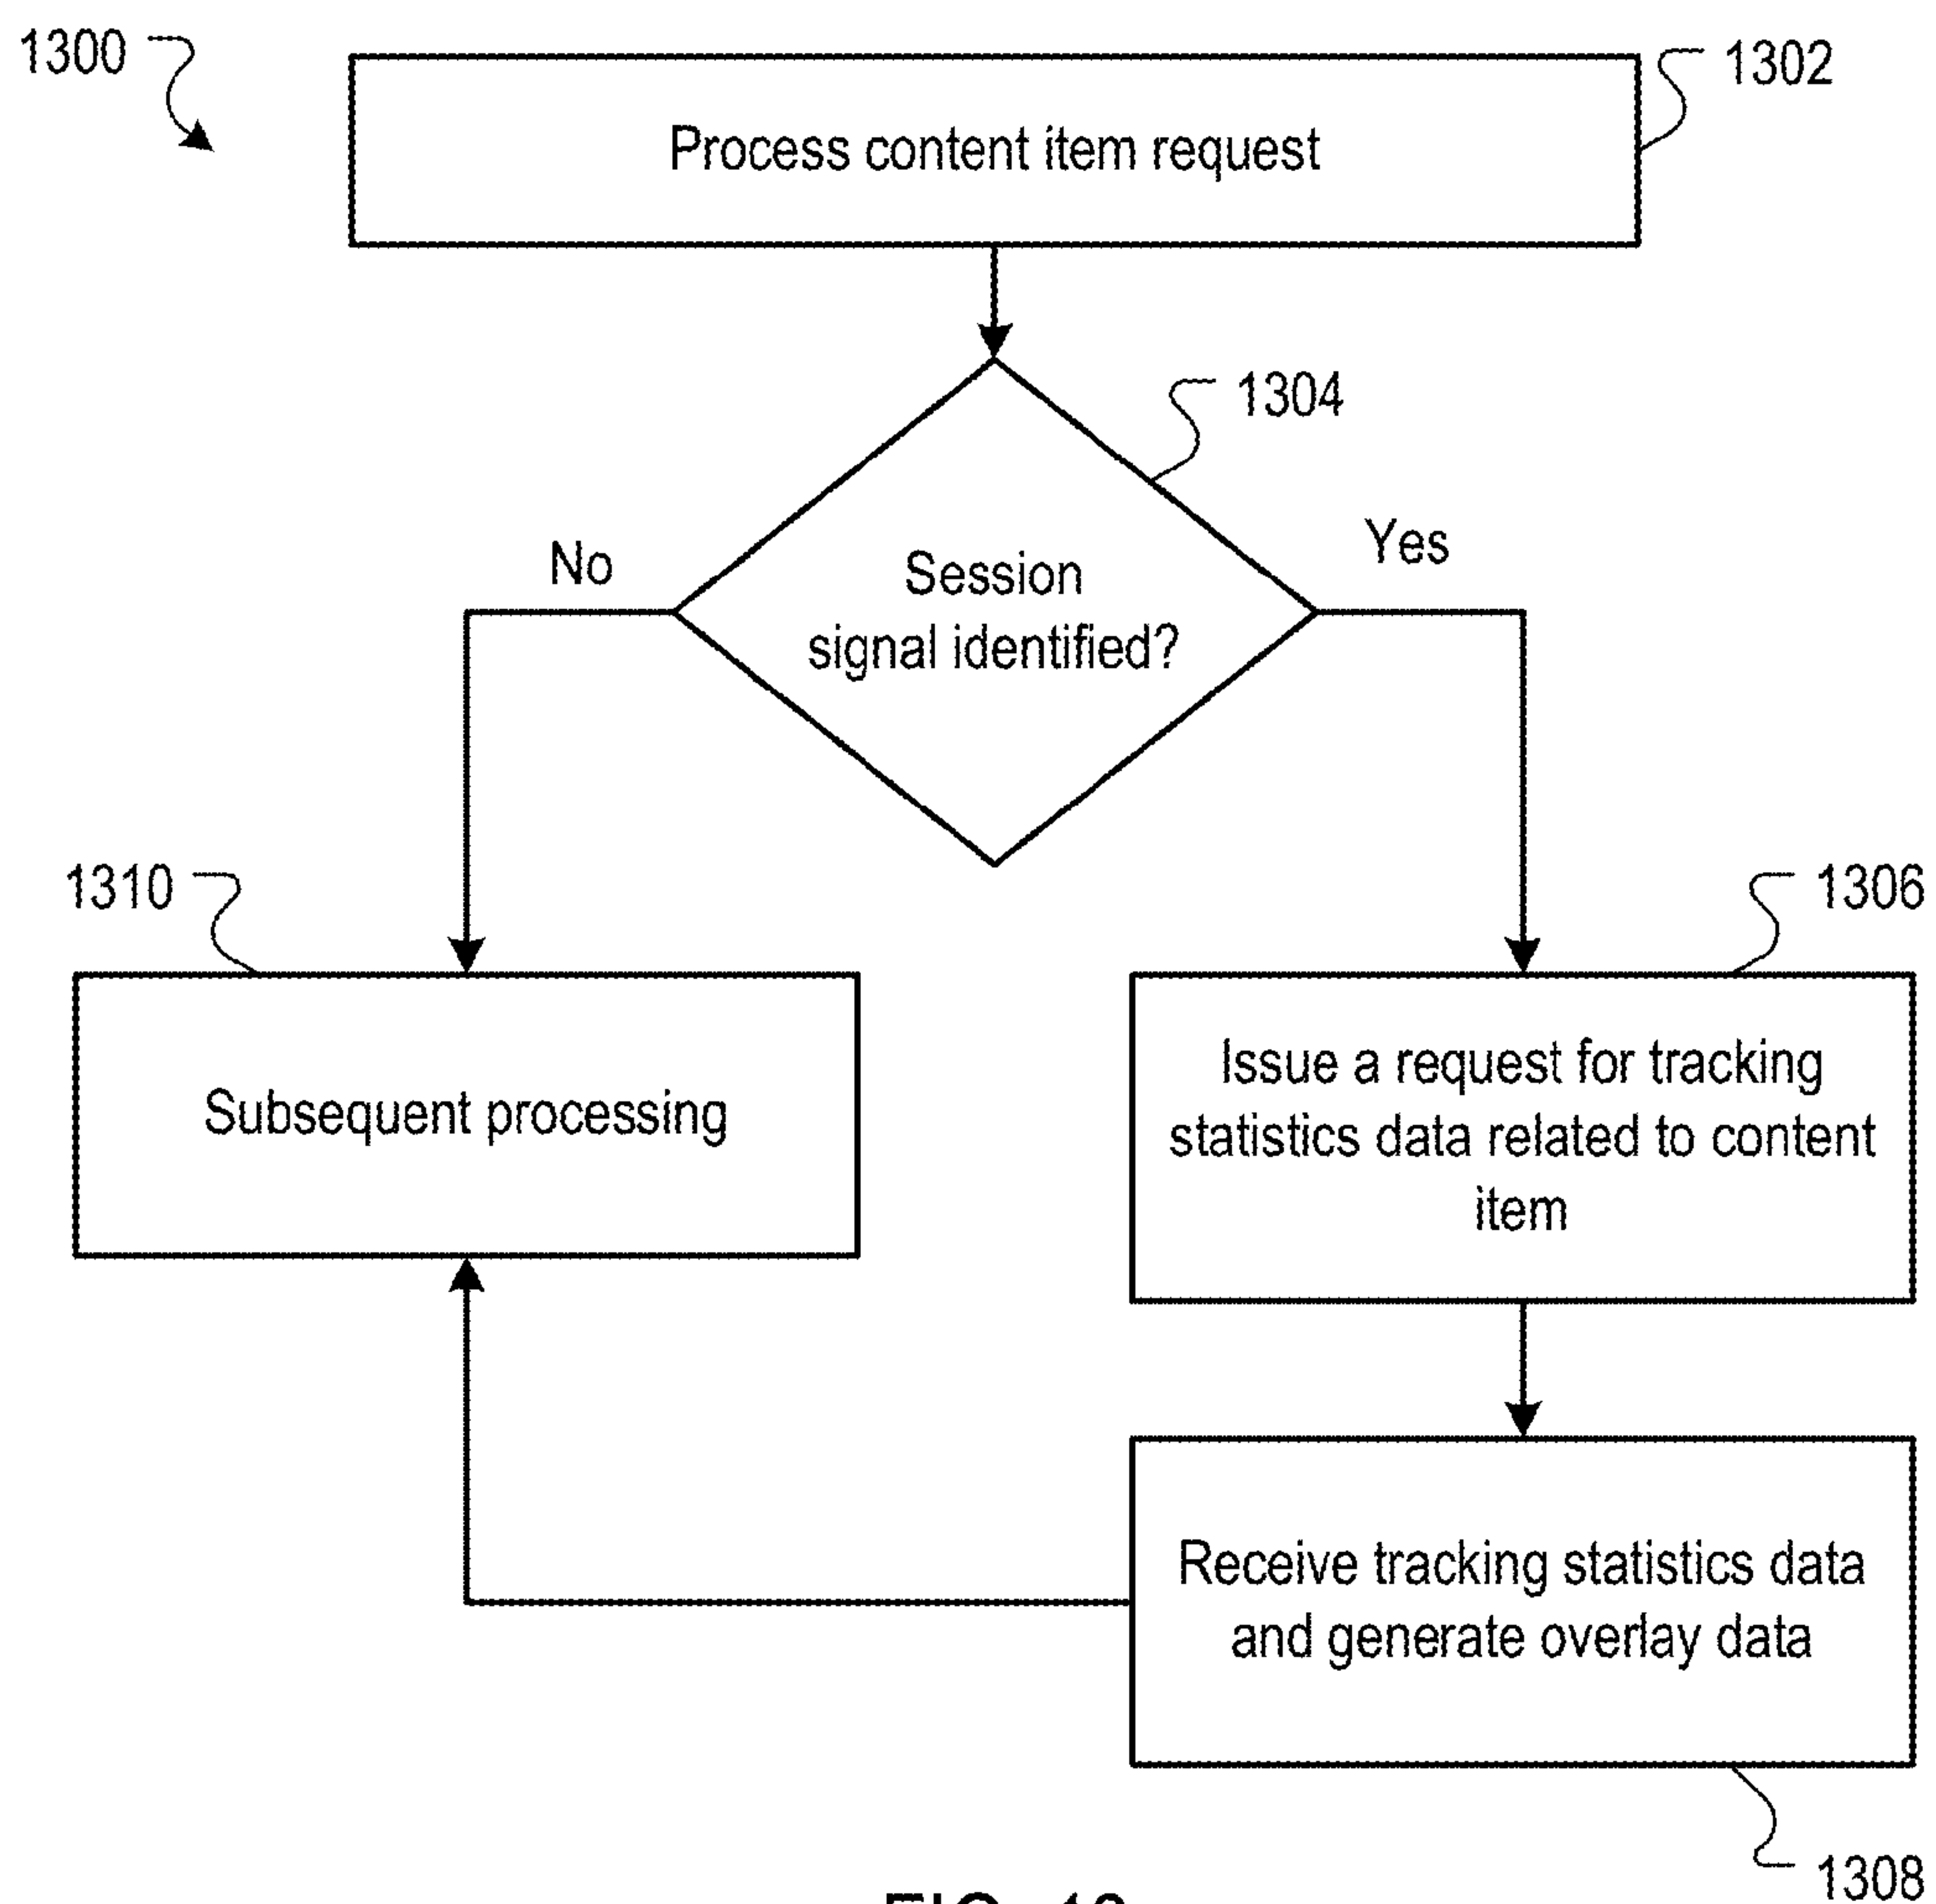 1300
1302
Process content item request
1304
No
Yes
Session
signal identified?
1310
1306
Subsequent processing
Issue a request for tracking
statistics data related to content
item
Receive tracking statistics data
and generate overlay data
1308